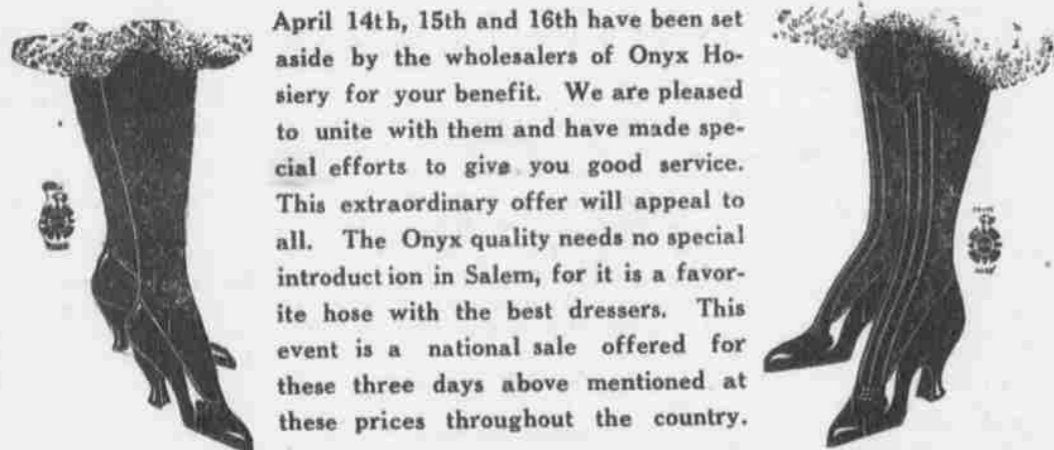 April 14th, 15th and 16th have been set
aside by the wholesalers of Onyx Ho-
siery for your benefit. We are pleased
to unite with them and have made spe-
cial efforts to give you good service.
This extraordinary offer will appeal to
all. The Onyx quality needs no special
introduct ion in Salem, for it is a favor-
ite hose with the best dressers. This
event is a national sale offered for
these three days above mentioned at
these prices throughout the country.